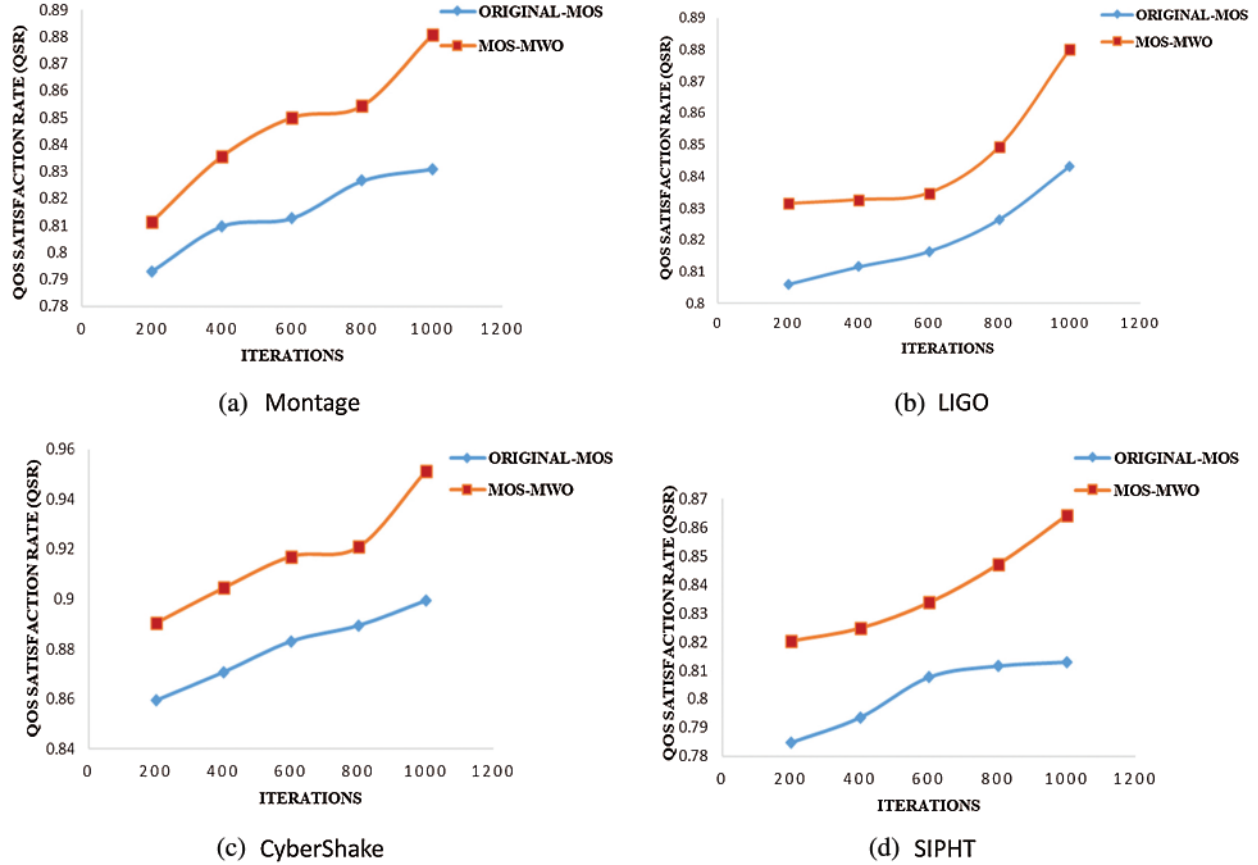 0.89
0.88
0.87
0.86
0.85
0.84
0.83
0.82
0.81
0.8
0.79
0.78
QOS SATISFACTION RATE (QSR)
0 200 400 600 800 1000 1200
ITERATIONS
ORIGINAL-MOS
MOS-MWO
(a) Montage
0.89
0.88
0.87
0.86
0.85
0.84
0.83
0.82
0.81
0.8
QOS SATISFACTION RATE (QSR)
0 200 400 600 800 1000 1200
ITERATIONS
ORIGINAL-MOS
MOS-MWO
(b) LIGO
0.96
0.94
0.92
0.9
0.88
0.86
0.84
QOS SATISFACTION RATE (QSR)
0 200 400 600 800 1000 1200
ITERATIONS
ORIGINAL-MOS
MOS-MWO
(c) CyberShake
0.87
0.86
0.85
0.84
0.83
0.82
0.81
0.8
0.79
0.78
QOS SATISFACTION RATE (QSR)
0 200 400 600 800 1000 1200
ITERATIONS
ORIGINAL-MOS
MOS-MWO
(d) SIPHT